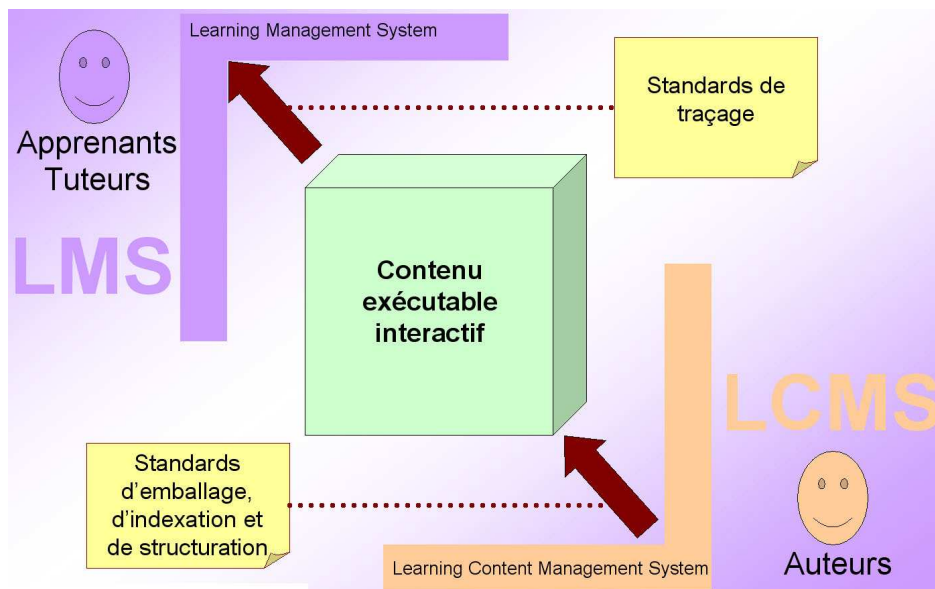 Learning Management System
Standards de
traçage
Apprenants
Tuteurs
LMS
Contenu
exécutable
interactif
LCMS
Standards
d'emballage,
d'indexation et
de structuration
Auteurs
Learning Content Management System